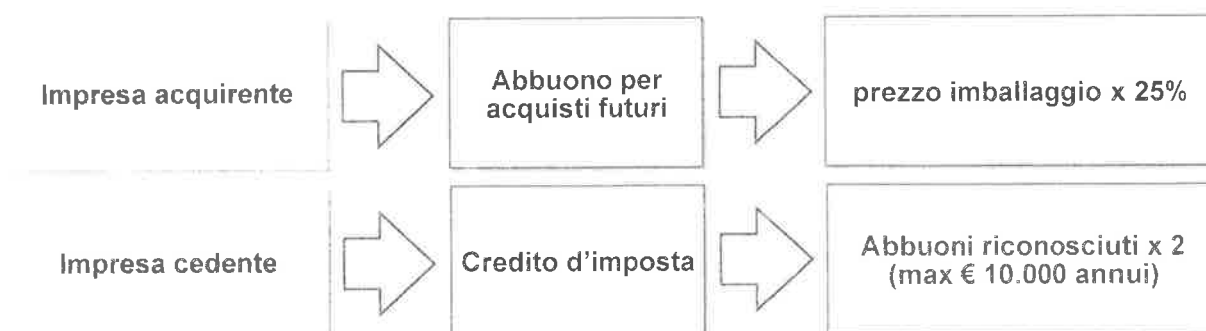 Impresa acquirente
Abbuono per
acquisti futuri
prezzo imballaggio x 25%
Impresa cedente
Credito d'imposta
Abbuoni riconosciuti x 2
(max € 10.000 annui)